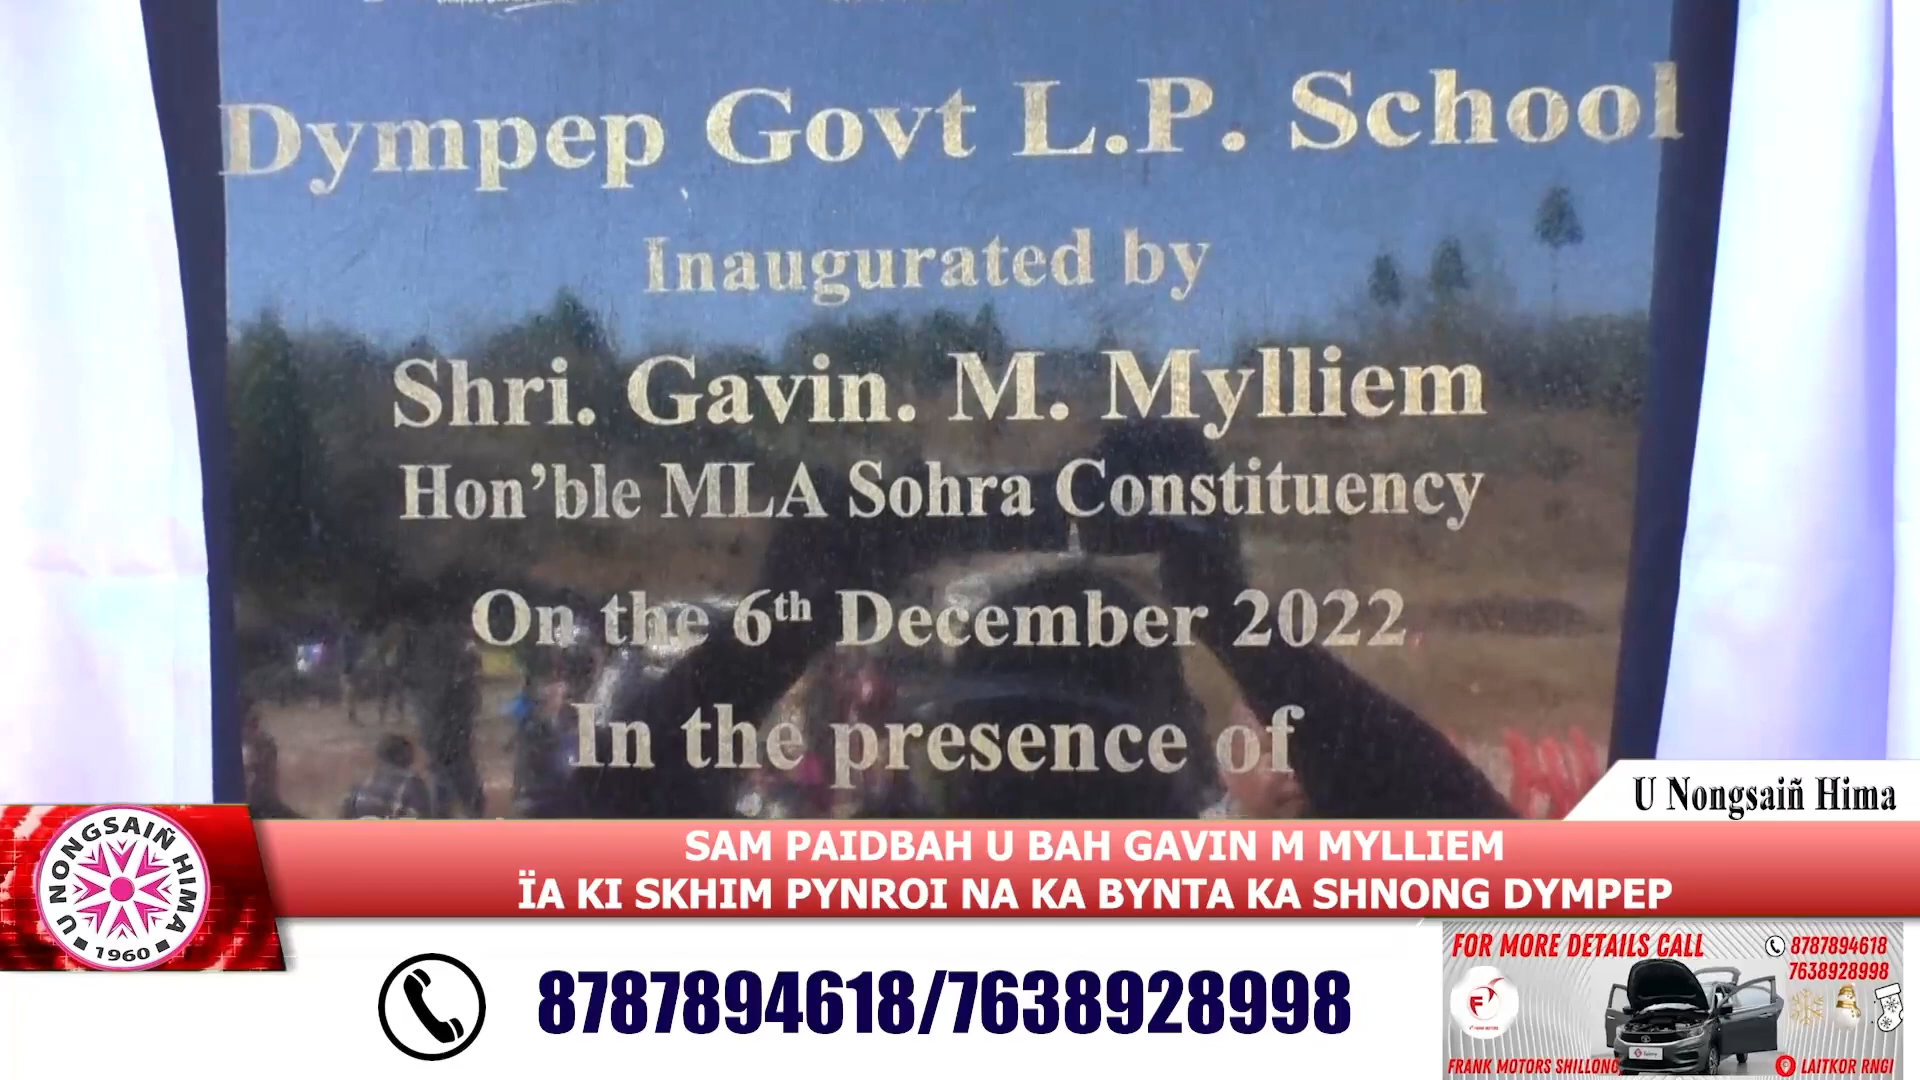 Dympep Govt L.P. School
Inaugurated by
Shri. Gavin. M. Mylliem
Hon'ble MLA Sohra Constituency
On the 6th December 2022
In the presence of
U Nongsaiñ Hima
SAM PAIDBAH U BAH GAVIN M MYLLIEM
ÏA KI SKHIM PYNROI NA KA BYNTA KA SHNONG DYMPEP
U NONGSAIÑ HIMA
1960
8787894618/7638928998
FOR MORE DETAILS CALL
8787894618
7638928998
FRANK MOTORS SHILLONG
LAITKOR RNGI